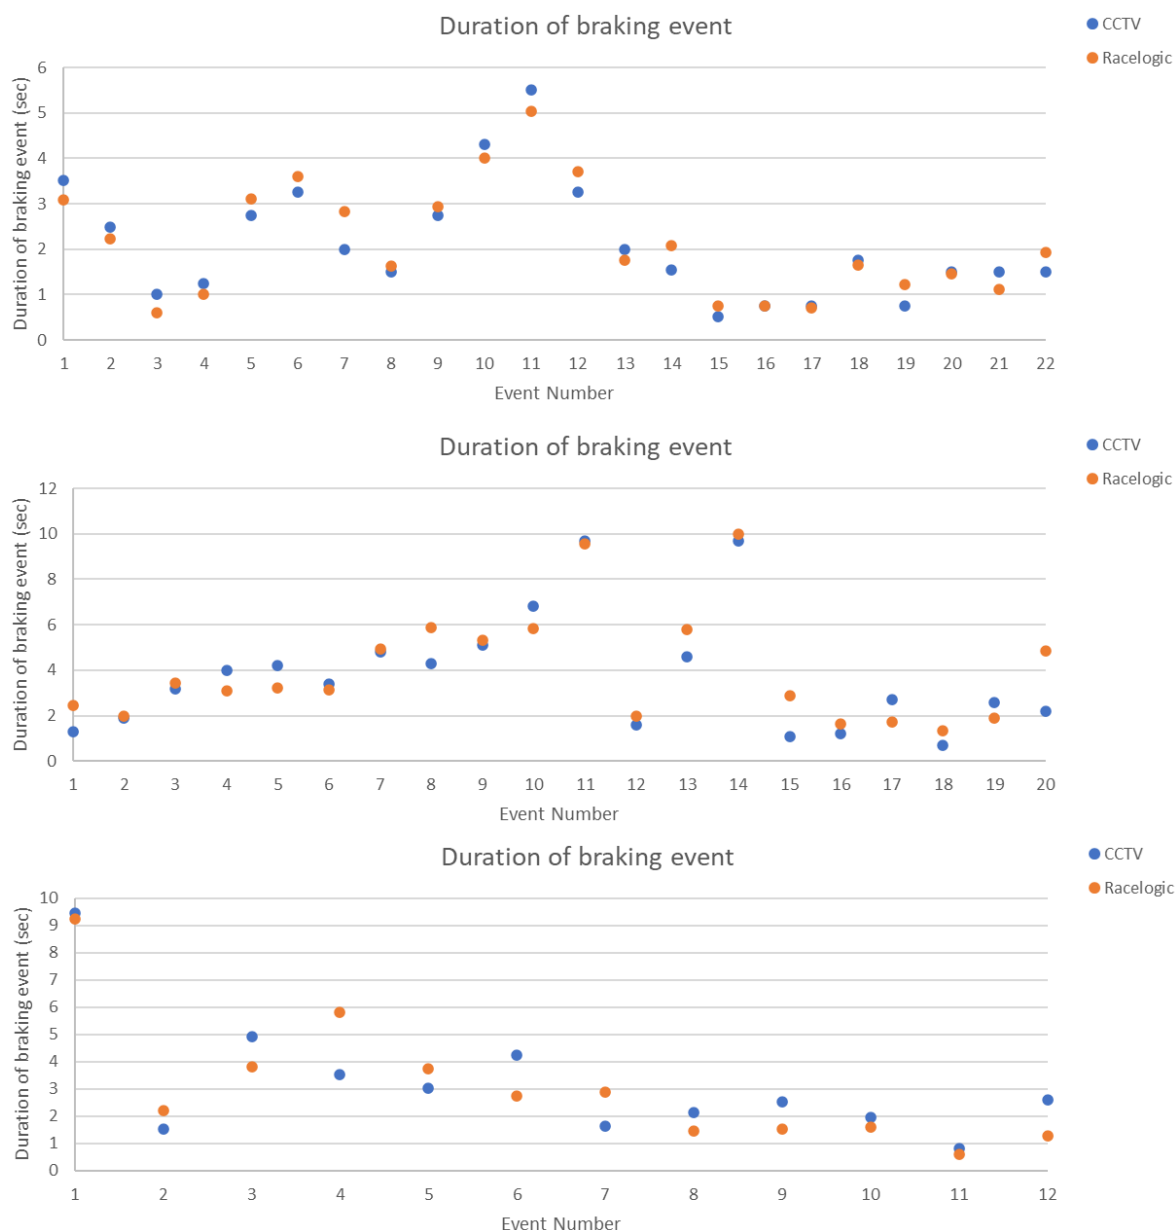 Duration of braking event
CCTV
Racelogic
Duration of braking event (sec)
6
5
4
3
2
1
0
1 2 3 4 5 6 7 8 9 10 11 12 13 14 15 16 17 18 19 20 21 22
Event Number
Duration of braking event
CCTV
Racelogic
Duration of braking event (sec)
12
10
8
6
4
2
0
1 2 3 4 5 6 7 8 9 10 11 12 13 14 15 16 17 18 19 20
Event Number
Duration of braking event
CCTV
Racelogic
Duration of braking event (sec)
10
9
8
7
6
5
4
3
2
1
0
1 2 3 4 5 6 7 8 9 10 11 12
Event Number